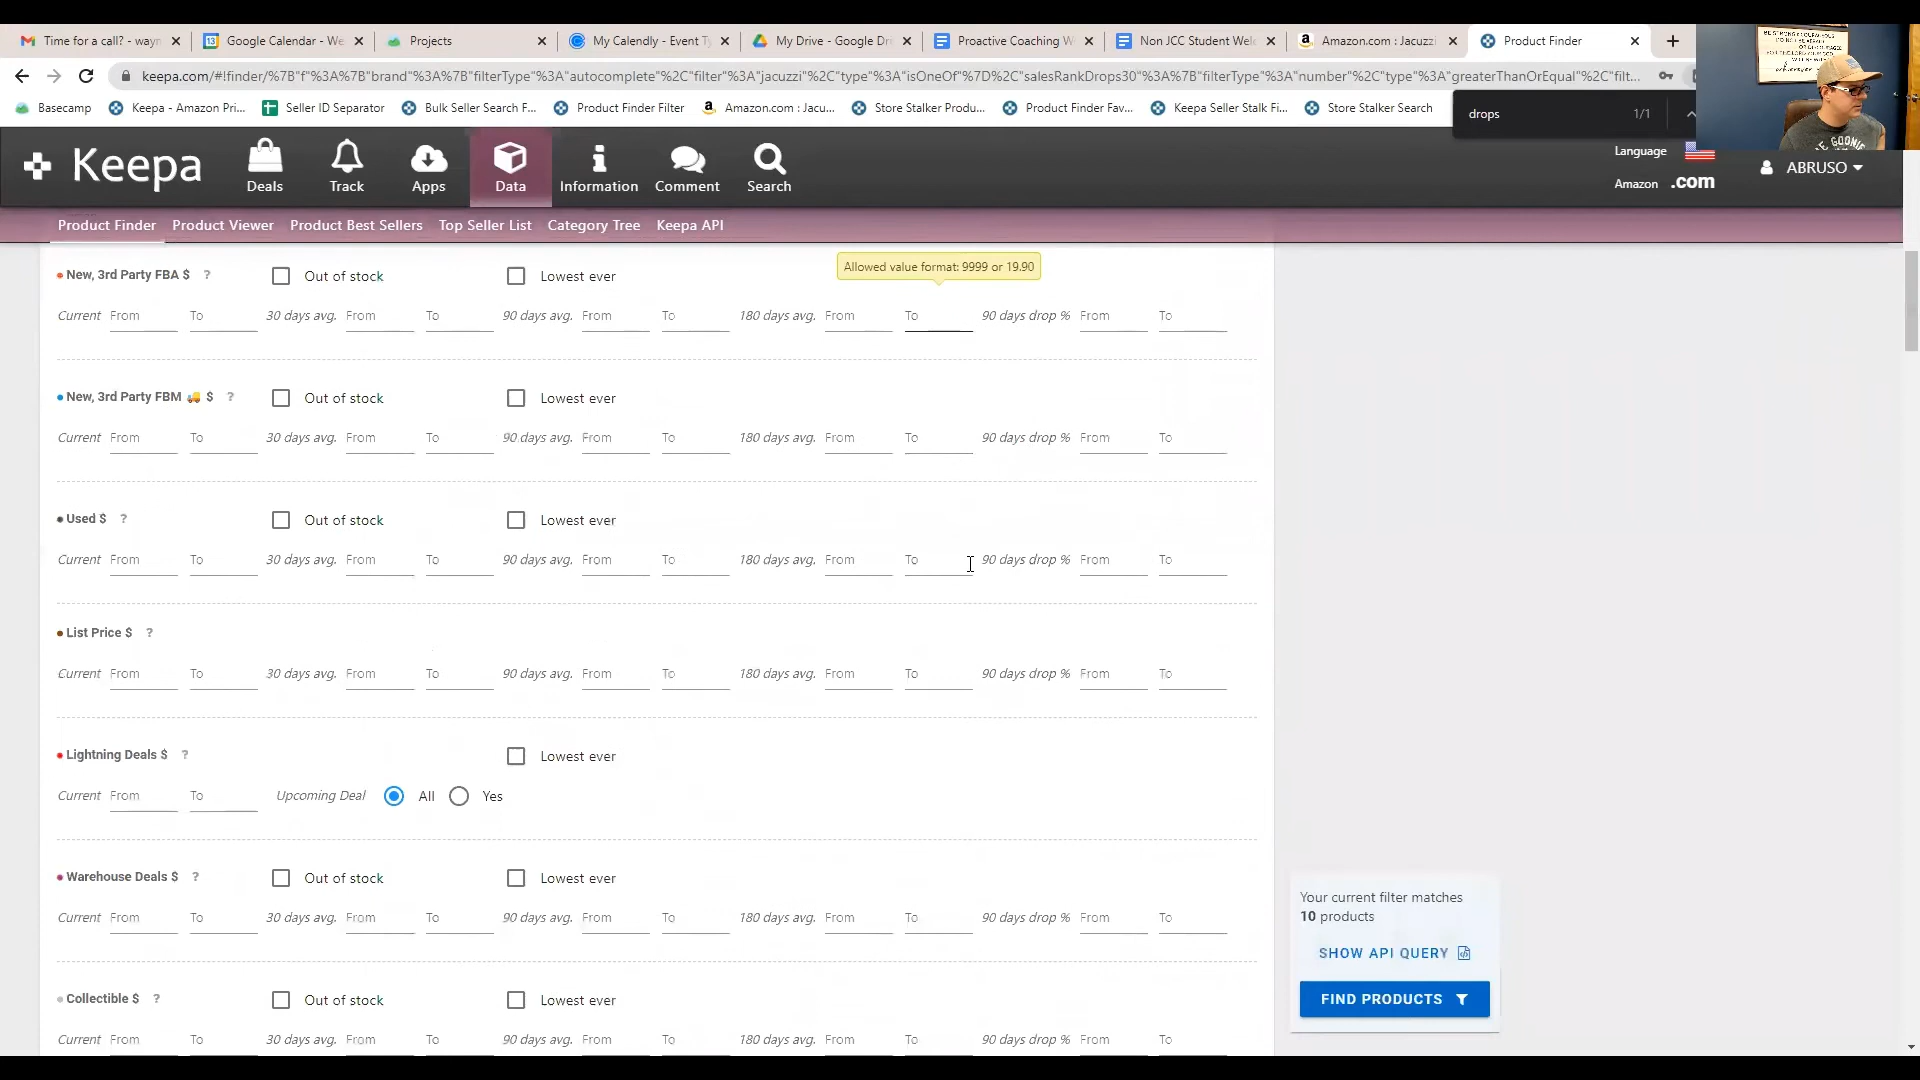 Time for a call? - wayn
Google Calendar - We
Projects
My Calendly - Event Ty
My Drive - Google Dri
Proactive Coaching W
Non JCC Student Wel
Amazon.com : Jacuzzi
Product Finder
keepa.com/#!finder/%7B"f"%3A%7B"brand"%3A%7B"filterType"%3A"autocomplete"%2C"filter"%3A"jacuzzi"%2C"type"%3A"isOneOf"%7D%2C"salesRankDrops30"%3A%7B"filterType"%3A"number"%2C"type"%3A"greaterThanOrEqual"%2C"filt...
Basecamp
Keepa - Amazon Pri...
Seller ID Separator
Bulk Seller Search F...
Product Finder Filter
Amazon.com : Jacu...
Store Stalker Produ...
Product Finder Fav...
Keepa Seller Stalk Fi...
Store Stalker Search
drops 1/1
Keepa
Deals
Track
Apps
Data
Information
Comment
Search
Language
Amazon .com
ABRUSO
Product Finder Product Viewer Product Best Sellers Top Seller List Category Tree Keepa API
Allowed value format: 9999 or 19.90
New, 3rd Party FBA $ ? Out of stock Lowest ever
Current From To 30 days avg. From To 90 days avg. From To 180 days avg. From To 90 days drop % From To
New, 3rd Party FBM $ ? Out of stock Lowest ever
Current From To 30 days avg. From To 90 days avg. From To 180 days avg. From To 90 days drop % From To
Used $ ? Out of stock Lowest ever
Current From To 30 days avg. From To 90 days avg. From To 180 days avg. From To 90 days drop % From To
List Price $ ?
Current From To 30 days avg. From To 90 days avg. From To 180 days avg. From To 90 days drop % From To
Lightning Deals $ ? Lowest ever
Current From To Upcoming Deal All Yes
Warehouse Deals $ ? Out of stock Lowest ever
Current From To 30 days avg. From To 90 days avg. From To 180 days avg. From To 90 days drop % From To
Collectible $ ? Out of stock Lowest ever
Current From To 30 days avg. From To 90 days avg. From To 180 days avg. From To 90 days drop % From To
Your current filter matches
10 products
SHOW API QUERY
FIND PRODUCTS